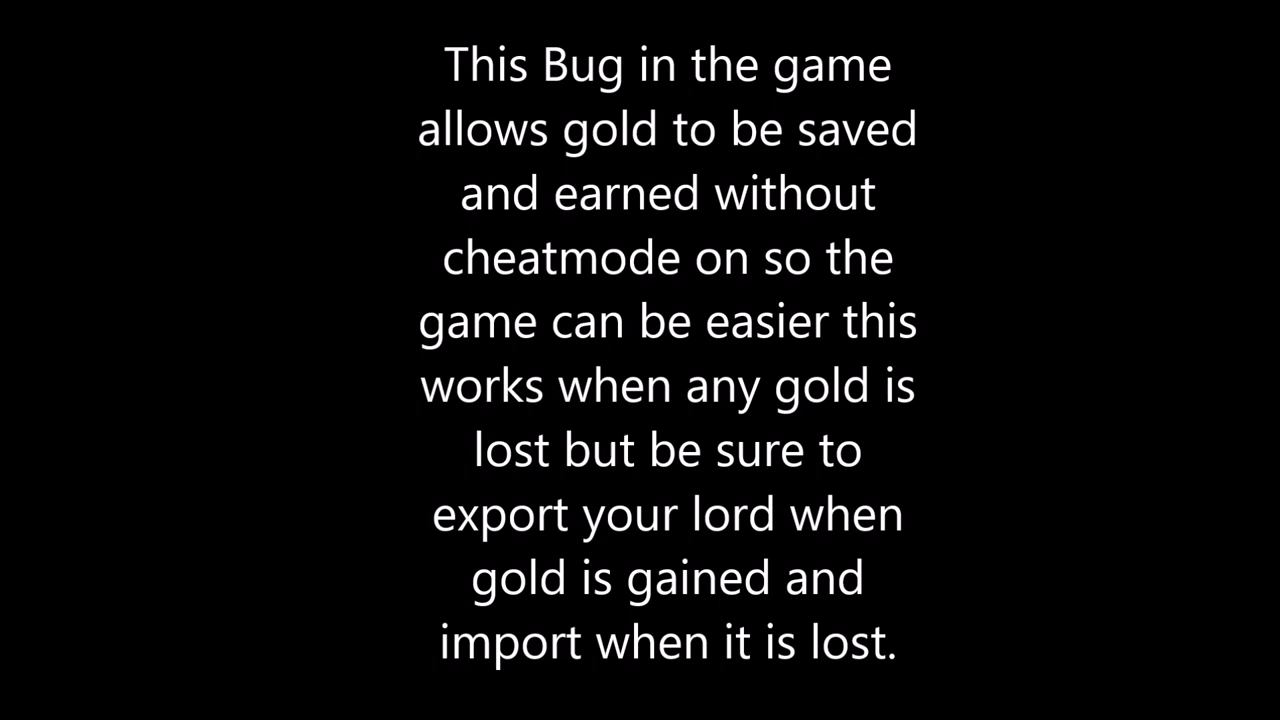 This Bug in the game
allows gold to be saved
and earned without
cheatmode on so the
game can be easier this
works when any gold is
lost but be sure to
export your lord when
gold is gained and
import when it is lost.